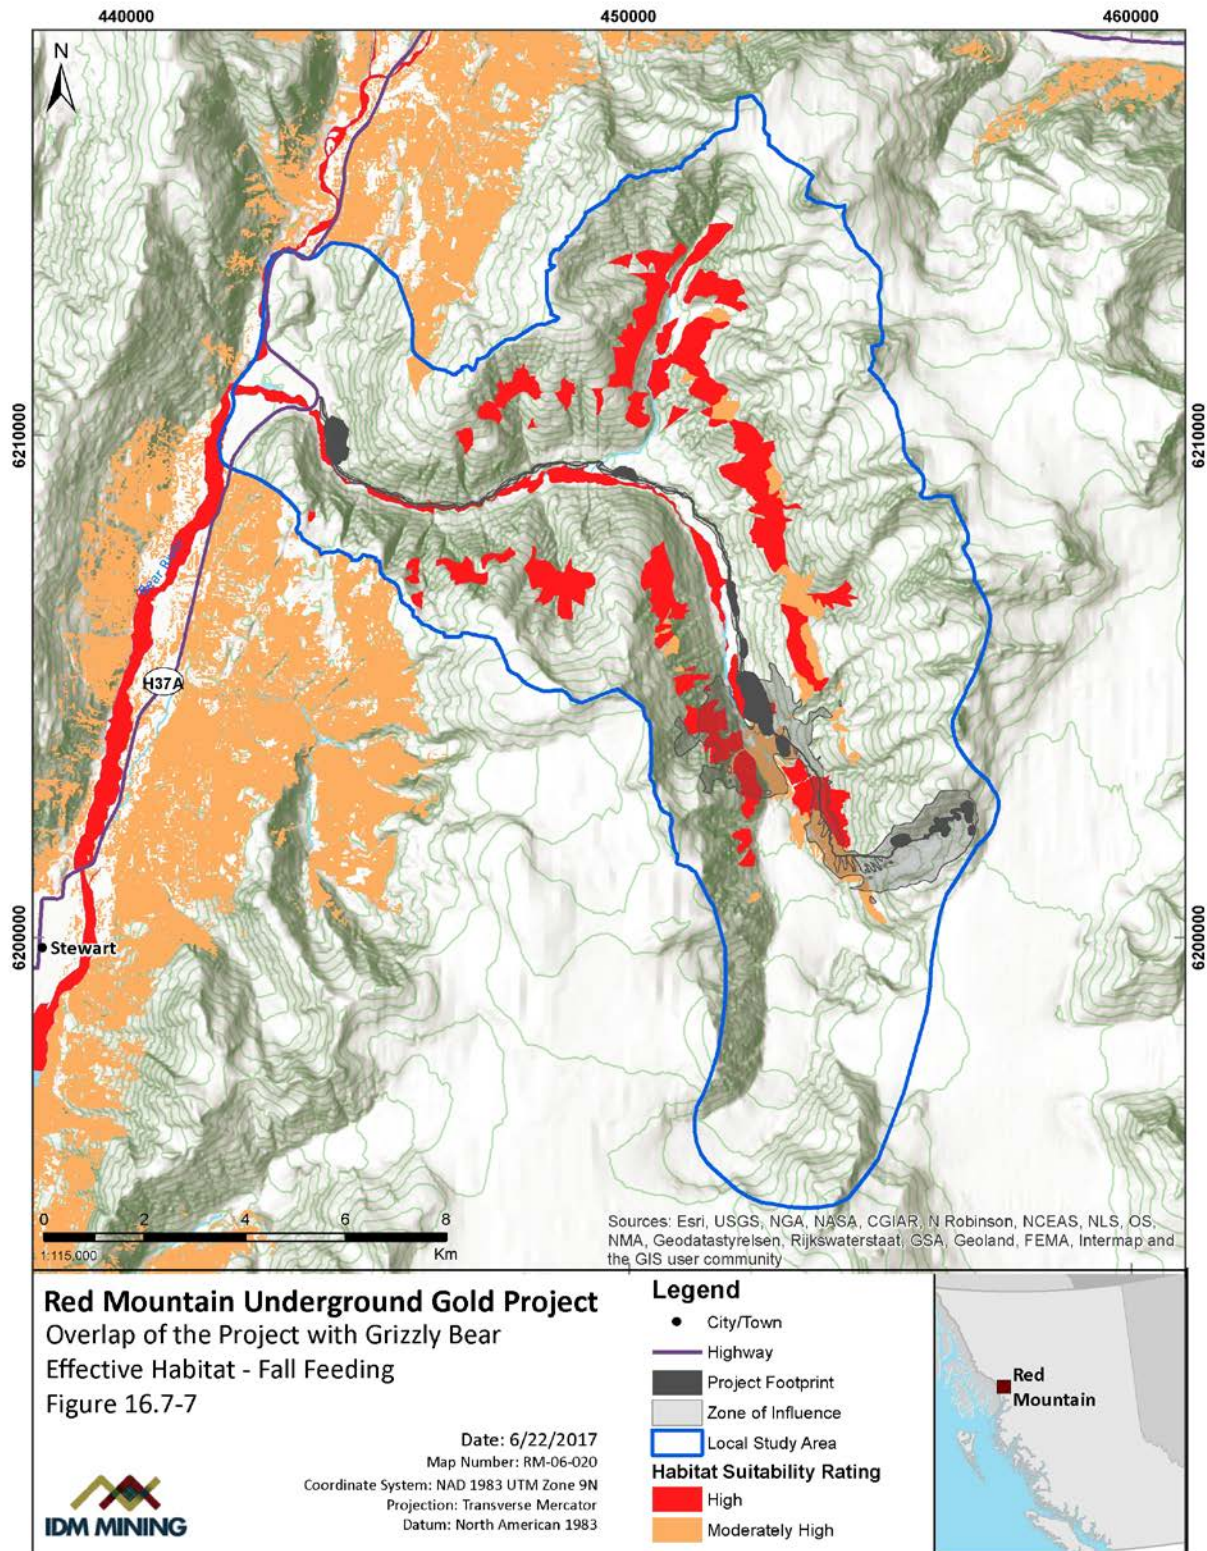 440000
450000
460000
N
6210000
6210000
Bear R
H37A
6200000
6200000
Stewart
0 2 4 6 8
Km
1:115,000
Sources: Esri, USGS, NGA, NASA, CGIAR, N Robinson, NCEAS, NLS, OS,
NMA, Geodatastyrelsen, Rijkswaterstaat, GSA, Geoland, FEMA, Intermap and
the GIS user community
Red Mountain Underground Gold Project
Overlap of the Project with Grizzly Bear
Effective Habitat - Fall Feeding
Figure 16.7-7
Date: 6/22/2017
Map Number: RM-06-020
Coordinate System: NAD 1983 UTM Zone 9N
Projection: Transverse Mercator
Datum: North American 1983
IDM MINING
Legend
City/Town
Highway
Project Footprint
Zone of Influence
Local Study Area
Habitat Suitability Rating
High
Moderately High
Red
Mountain